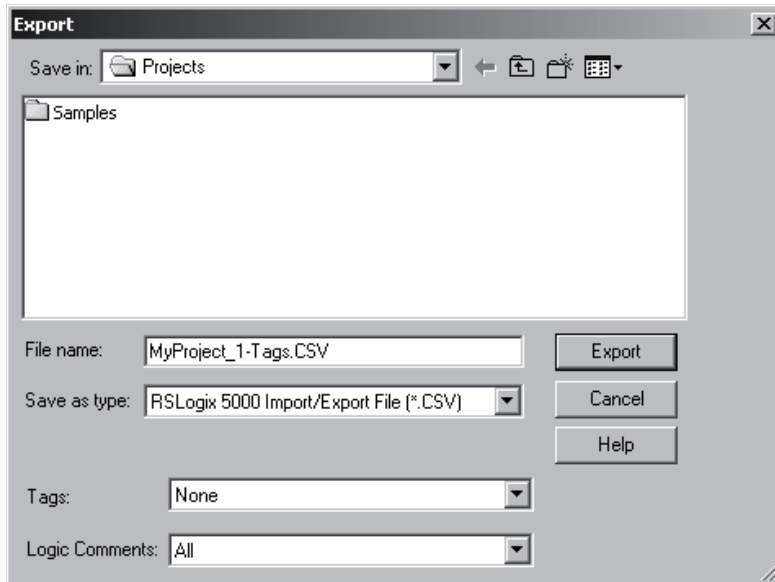 Export
Save in: Projects
Samples
File name: MyProject_1-Tags.CSV
Export
Save as type: RSLogix 5000 Import/Export File (*.CSV)
Cancel
Help
Tags: None
Logic Comments: All